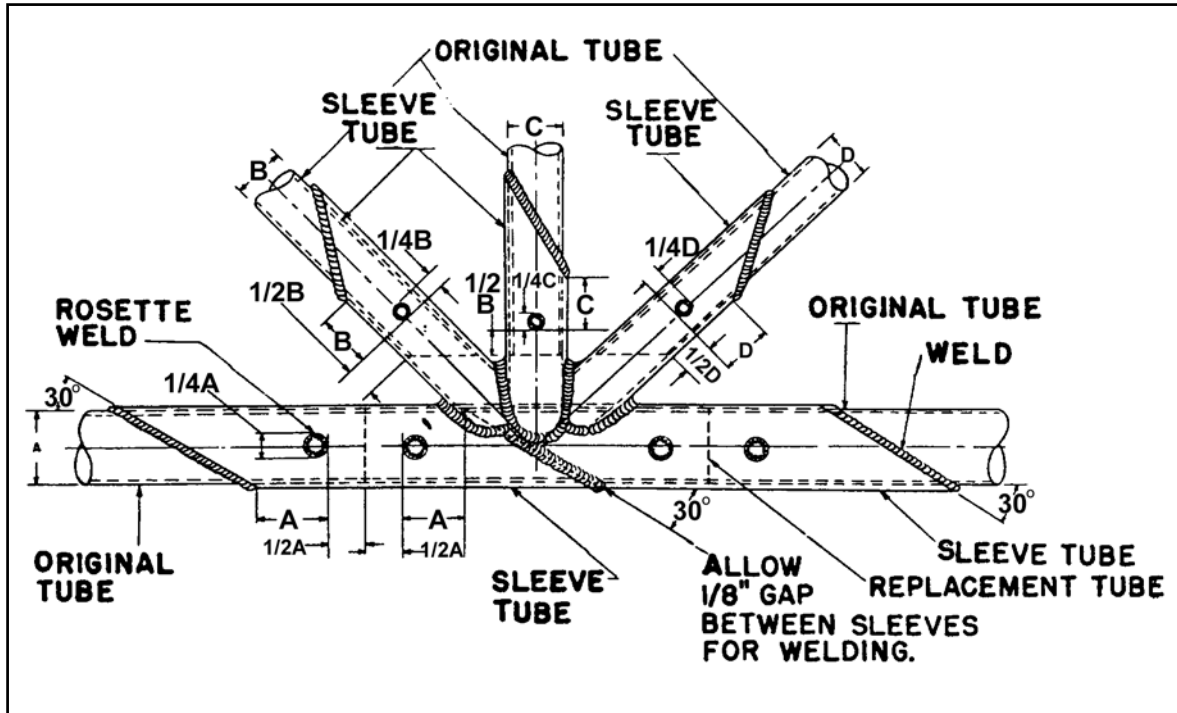 ORIGINAL TUBE
SLEEVE
TUBE
C
SLEEVE
TUBE
B
D
1/4B
1/2B
B
1/2
B
1/4C
C
1/4D
D
1/2D
ROSETTE
WELD
1/4A
30°
A
ORIGINAL TUBE
WELD
A
1/2A
A
1/2A
30°
30°
ORIGINAL
TUBE
SLEEVE
TUBE
ALLOW
1/8" GAP
BETWEEN SLEEVES
FOR WELDING.
SLEEVE TUBE
REPLACEMENT TUBE